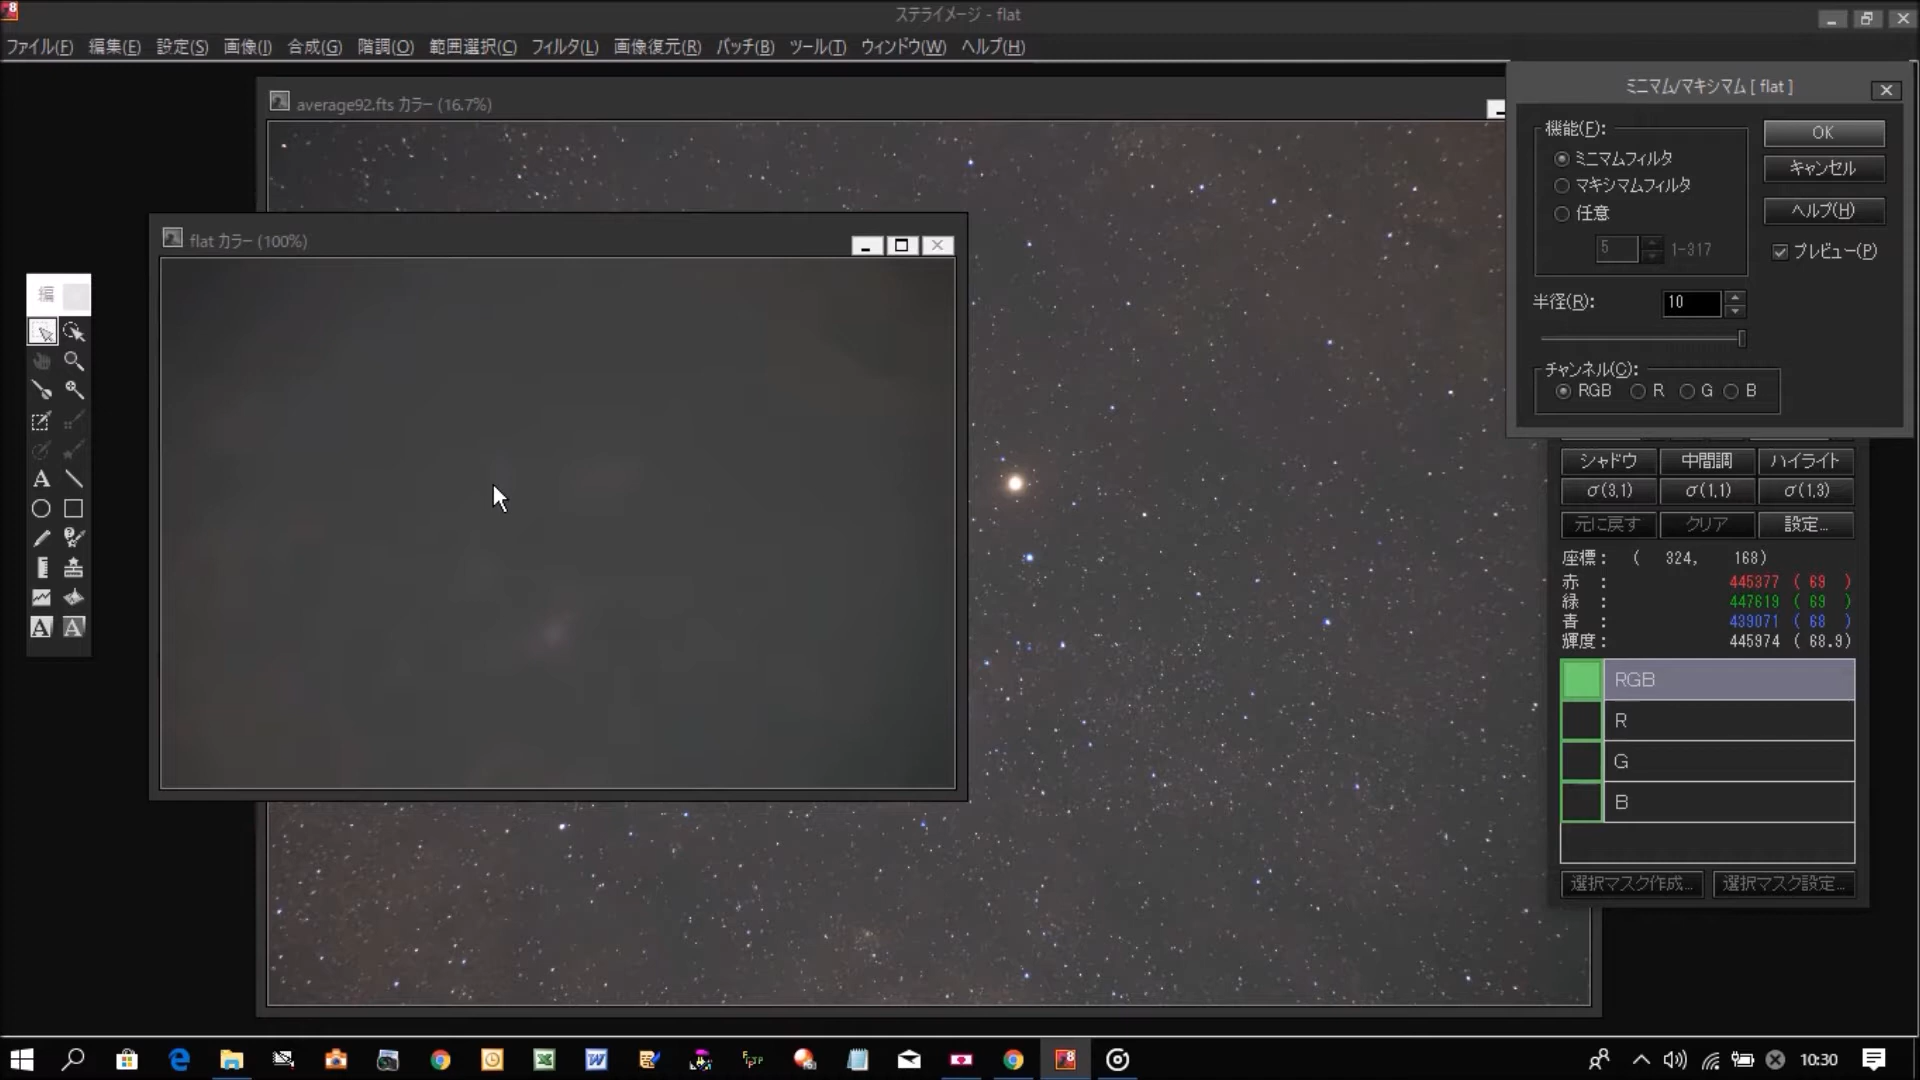 ステライメージ - flat
ファイル(F) 編集(E) 設定(S) 画像(I) 合成(G) 階調(O) 範囲選択(C) フィルタ(L) 画像復元(R) バッチ(B) ツール(T) ウィンドウ(W) ヘルプ(H)
average92.fts カラー (16.7%)
flat カラー (100%)
編
A
A A
ミニマム/マキシマム [ flat ]
機能(F):
ミニマムフィルタ
マキシマムフィルタ
任意
5 1-317
OK
キャンセル
ヘルプ(H)
プレビュー(P)
半径(R): 10
チャンネル(C):
RGB R G B
シャドウ 中間調 ハイライト
σ(3,1) σ(1,1) σ(1,3)
元に戻す クリア 設定...
座標: ( 324, 168)
赤 : 445377 ( 69 )
緑 : 447619 ( 69 )
青 : 439071 ( 68 )
輝度: 445974 ( 68.9)
RGB
R
G
B
選択マスク作成... 選択マスク設定...
10:30